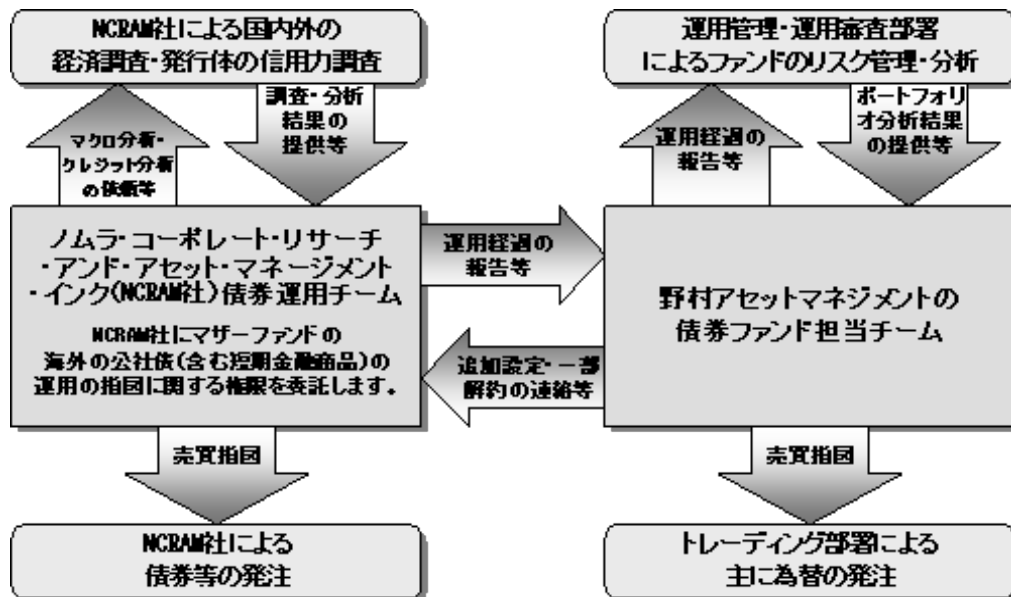 NCRAM社による国内外の
経済調査・発行体の信用力調査
運用管理・運用審査部署
によるファンドのリスク管理・分析
マクロ分析・
クレジット分析
の依頼等
調査・分析
結果の
提供等
運用経過の
報告等
ポートフォリ
オ分析結果
の提供等
ノムラ・コーポレート・リサーチ
・アンド・アセット・マネージメント
・インク(NCRAM社)債券運用チーム
NCRAM社にマザーファンドの
海外の公社債(含む短期金融商品)の
運用の指図に関する権限を委託します。
運用経過の
報告等
追加設定・一部
解約の連絡等
野村アセットマネジメントの
債券ファンド担当チーム
売買指図
売買指図
NCRAM社による
債券等の発注
トレーディング部署による
主に為替の発注